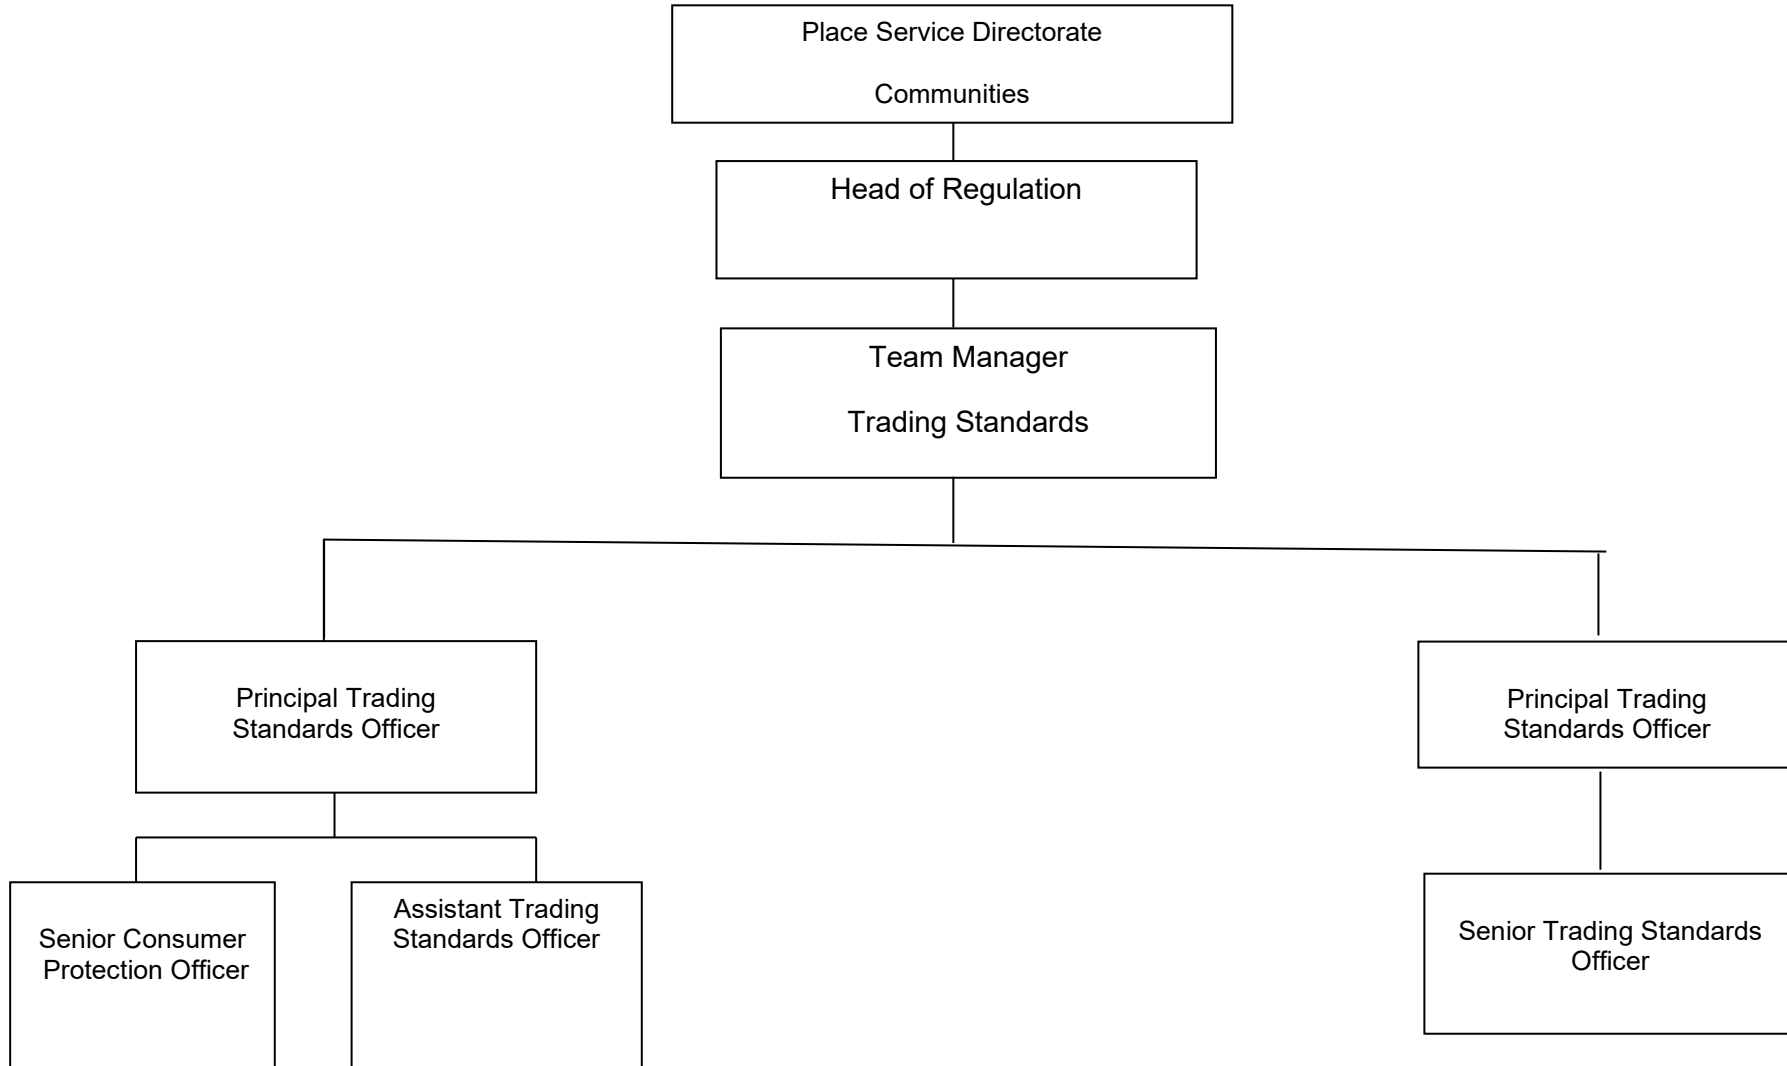 Place Service Directorate
Communities
Head of Regulation
Team Manager
Trading Standards
Principal Trading
Standards Officer
Principal Trading
Standards Officer
Senior Consumer
Protection Officer
Assistant Trading
Standards Officer
Senior Trading Standards
Officer